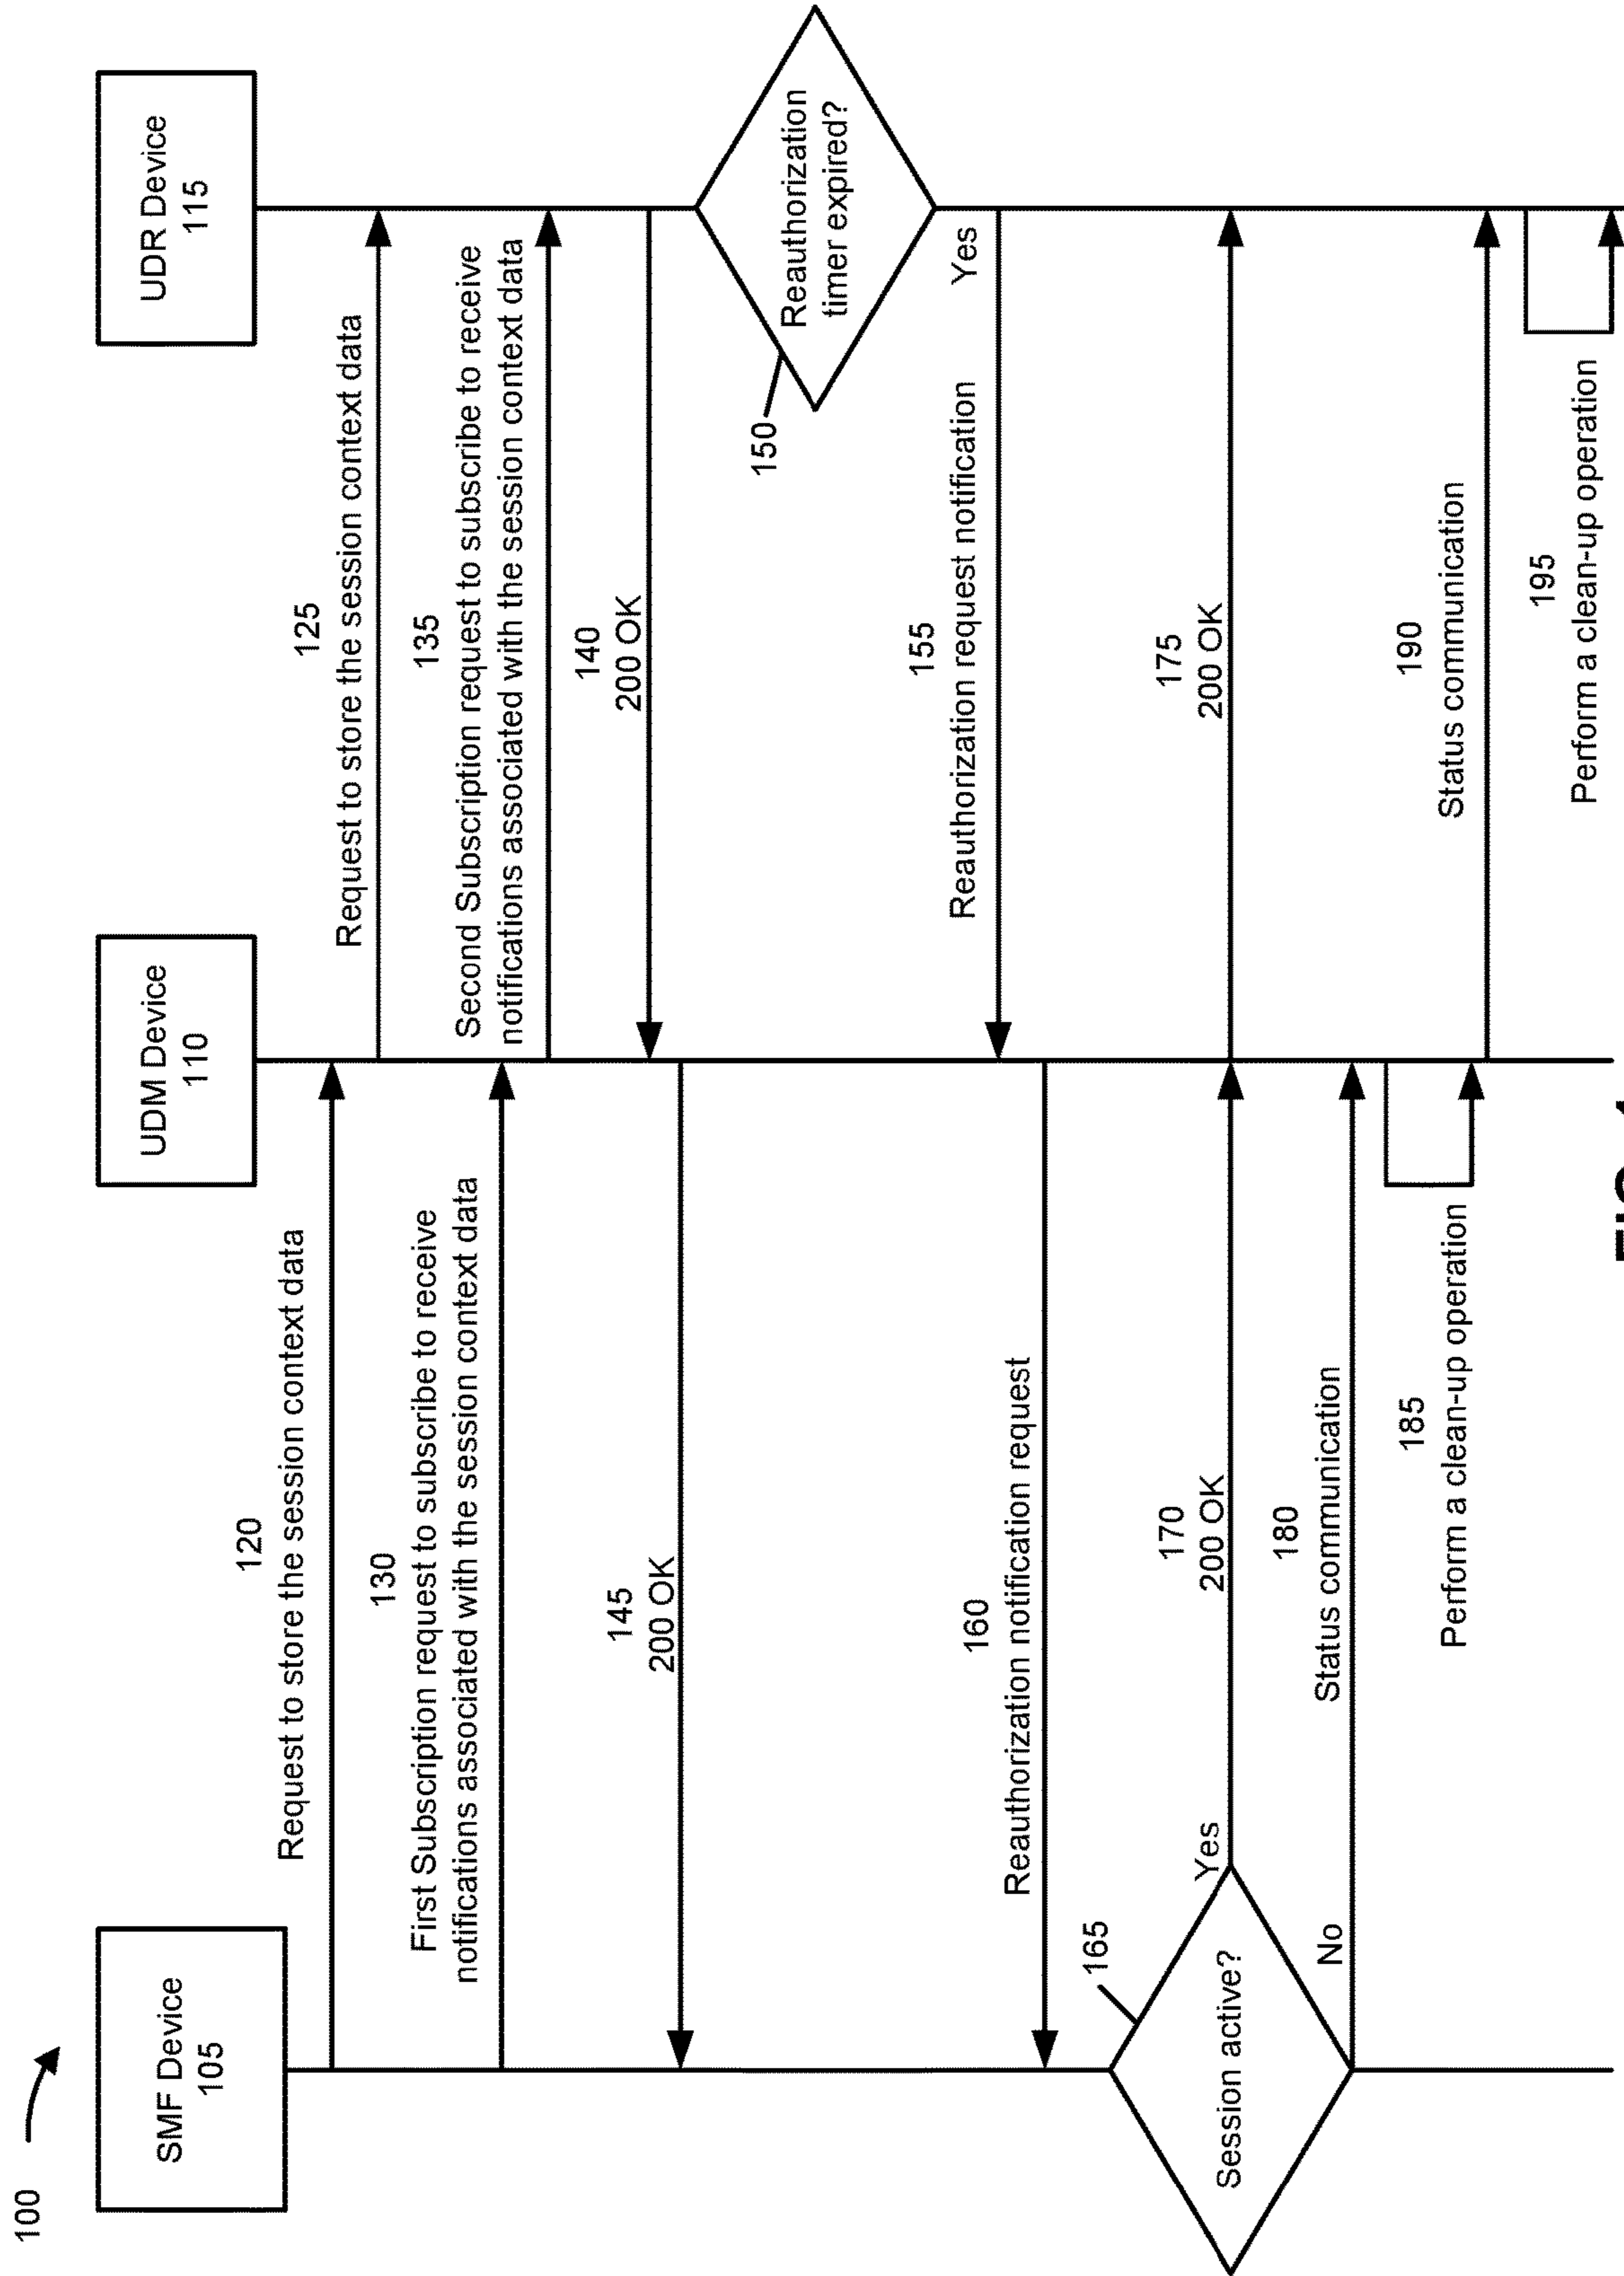 100
SMF Device
105
UDM Device
110
UDR Device
115
120
Request to store the session context data
125
Request to store the session context data
130
First Subscription request to subscribe to receive
notifications associated with the session context data
135
Second Subscription request to subscribe to receive
notifications associated with the session context data
140
200 OK
145
200 OK
150
Reauthorization
timer expired?
Yes
155
Reauthorization request notification
160
Reauthorization notification request
165
Session active?
Yes
170
200 OK
175
200 OK
No
180
Status communication
185
Perform a clean-up operation
190
Status communication
195
Perform a clean-up operation